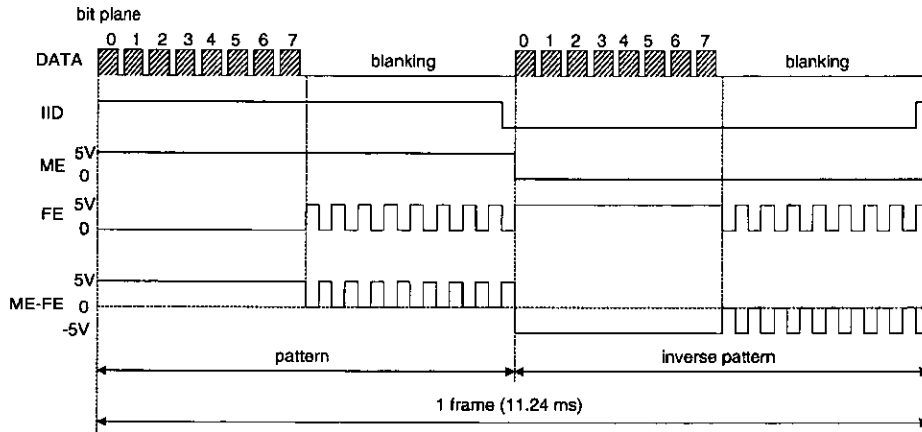 bit plane
0 1 2 3 4 5 6 7 0 1 2 3 4 5 6 7
DATA blanking blanking
IID
ME 5V
0
FE 5V
0
5V
ME-FE 0
-5V
pattern inverse pattern
1 frame (11.24 ms)